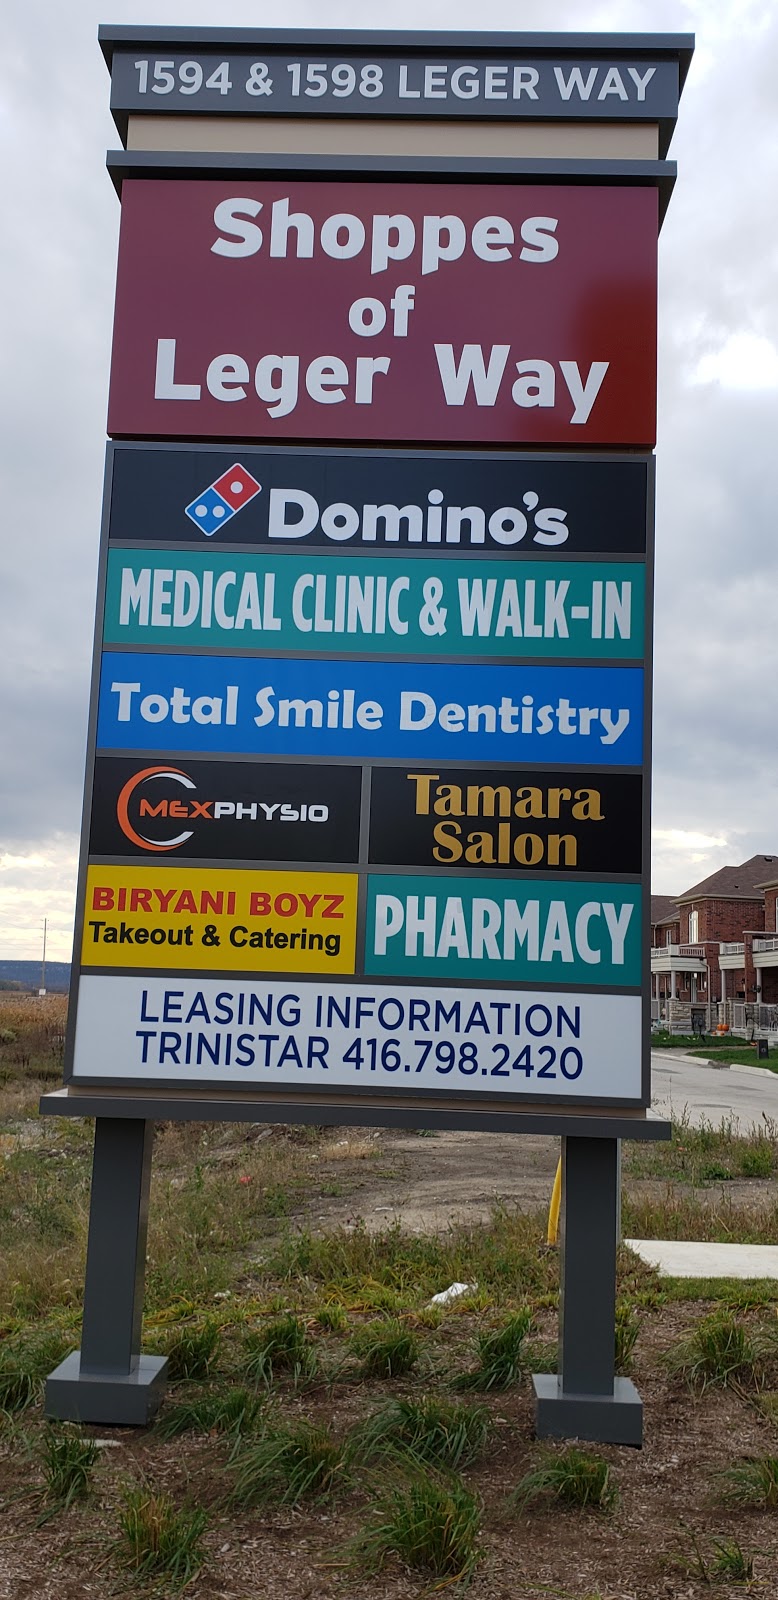 1594 & 1598 LEGER WAY
Shoppes
of
Leger Way
Domino's
MEDICAL CLINIC & WALK-IN
Total Smile Dentistry
MEXPHYSIO
Tamara
Salon
BIRYANI BOYZ
Takeout & Catering
PHARMACY
LEASING INFORMATION
TRINISTAR 416.798.2420